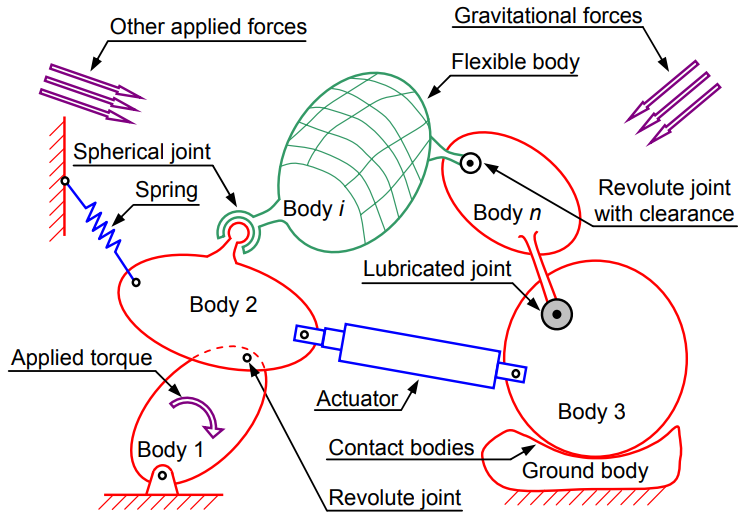 Other applied forces
Gravitational forces
Flexible body
Spherical joint
Spring
Body i
Body n
Revolute joint
with clearance
Lubricated joint
Body 2
Applied torque
Actuator
Body 3
Body 1
Contact bodies
Ground body
Revolute joint